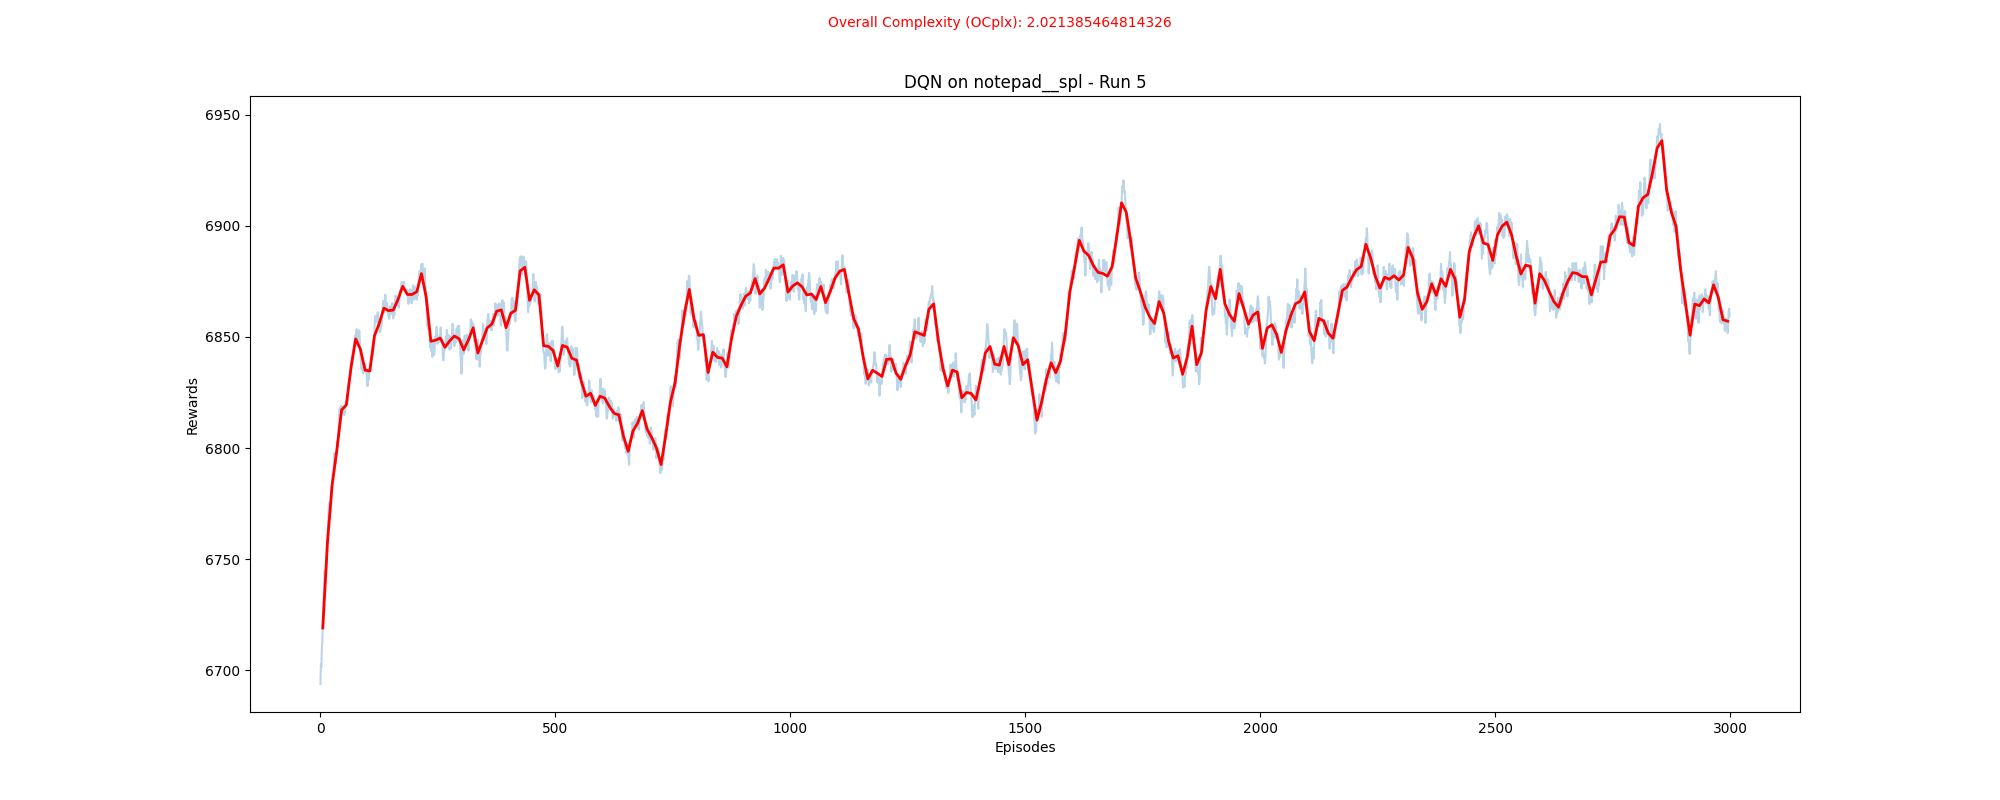 Overall Complexity (OCplx): 2.021385464814326
DQN on notepad__spl - Run 5
6950
6900
6850
6800
6750
6700
Rewards
0 500 1000 1500 2000 2500 3000
Episodes